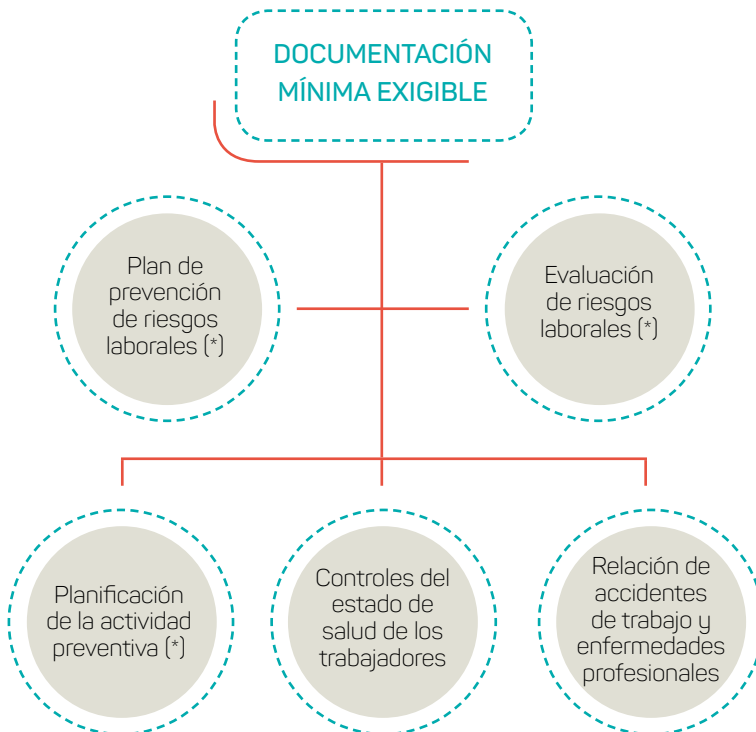 DOCUMENTACIÓN
MÍNIMA EXIGIBLE
Plan de
prevención
de riesgos
laborales (*)
Evaluación
de riesgos
laborales (*)
Planificación
de la actividad
preventiva (*)
Controles del
estado de
salud de los
trabajadores
Relación de
accidentes
de trabajo y
enfermedades
profesionales